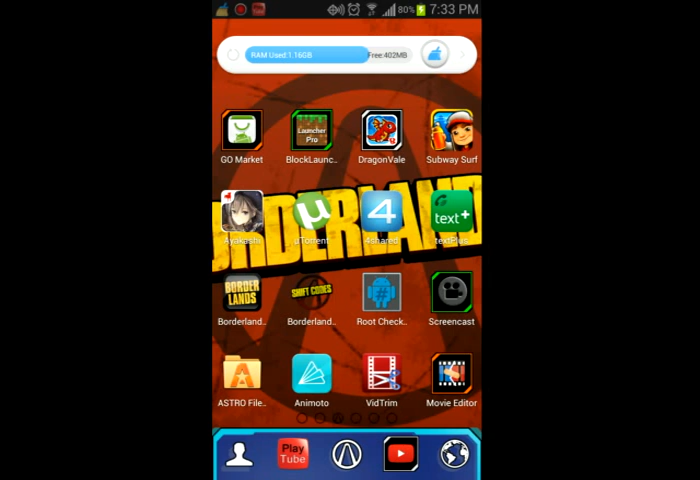 80% 7:33 PM
RAM Used:1.16GB Free:402MB
Launcher
Pro
GO Market BlockLaunc.. DragonVale Subway Surf
BORDERLAND
µ 4 text+
Ayakashi uTorrent 4shared textPlus
BORDER
LANDS
SHIFT CODES
#
Borderland.. Borderland.. Root Check.. Screencast
ASTRO File.. Animoto VidTrim Movie Editor
Play
Tube